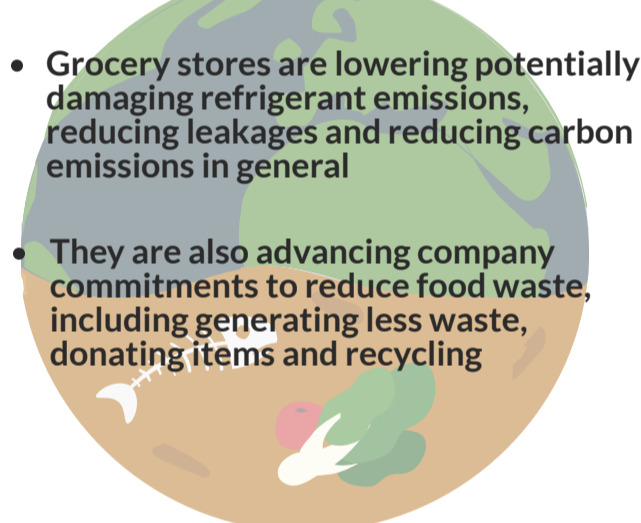 • Grocery stores are lowering potentially
damaging refrigerant emissions,
reducing leakages and reducing carbon
emissions in general
• They are also advancing company
commitments to reduce food waste,
including generating less waste,
donating items and recycling